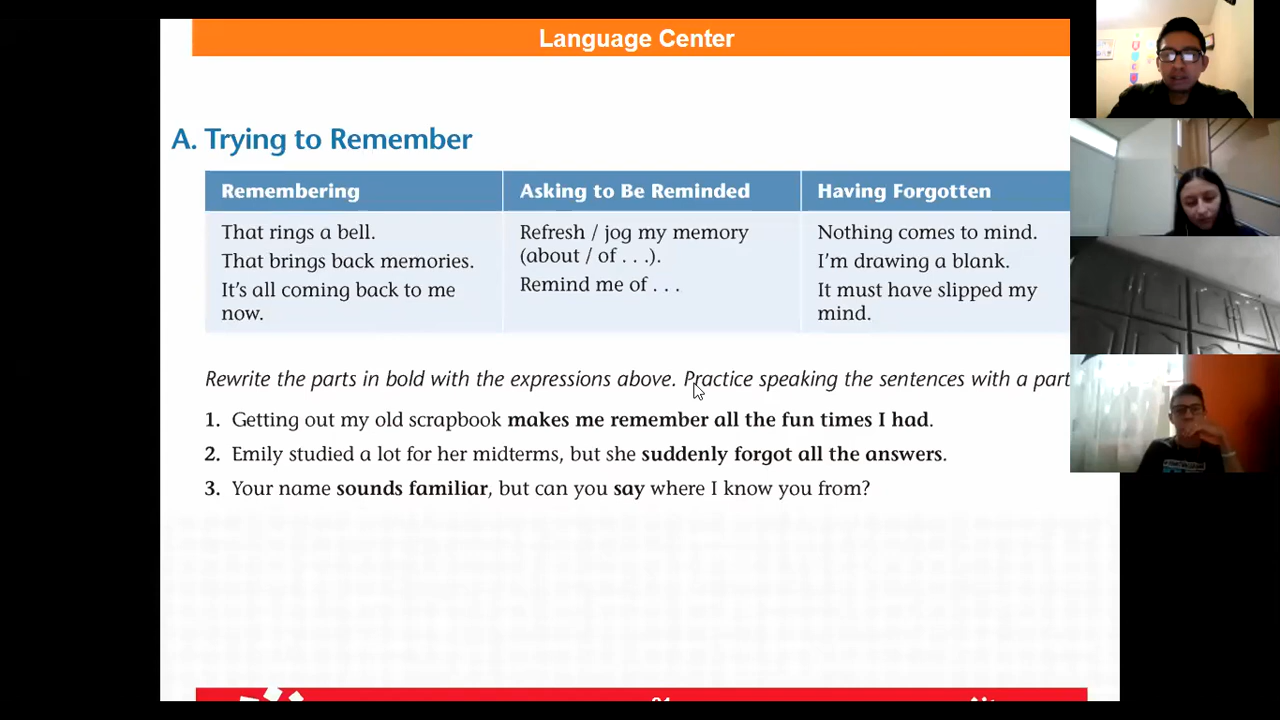 Language Center
A. Trying to Remember
Remembering
Asking to Be Reminded
Having Forgotten
That rings a bell.
That brings back memories.
It's all coming back to me
now.
Refresh / jog my memory
(about / of . . .).
Remind me of . . .
Nothing comes to mind.
I'm drawing a blank.
It must have slipped my
mind.
Rewrite the parts in bold with the expressions above. Practice speaking the sentences with a part
1. Getting out my old scrapbook makes me remember all the fun times I had.
2. Emily studied a lot for her midterms, but she suddenly forgot all the answers.
3. Your name sounds familiar, but can you say where I know you from?